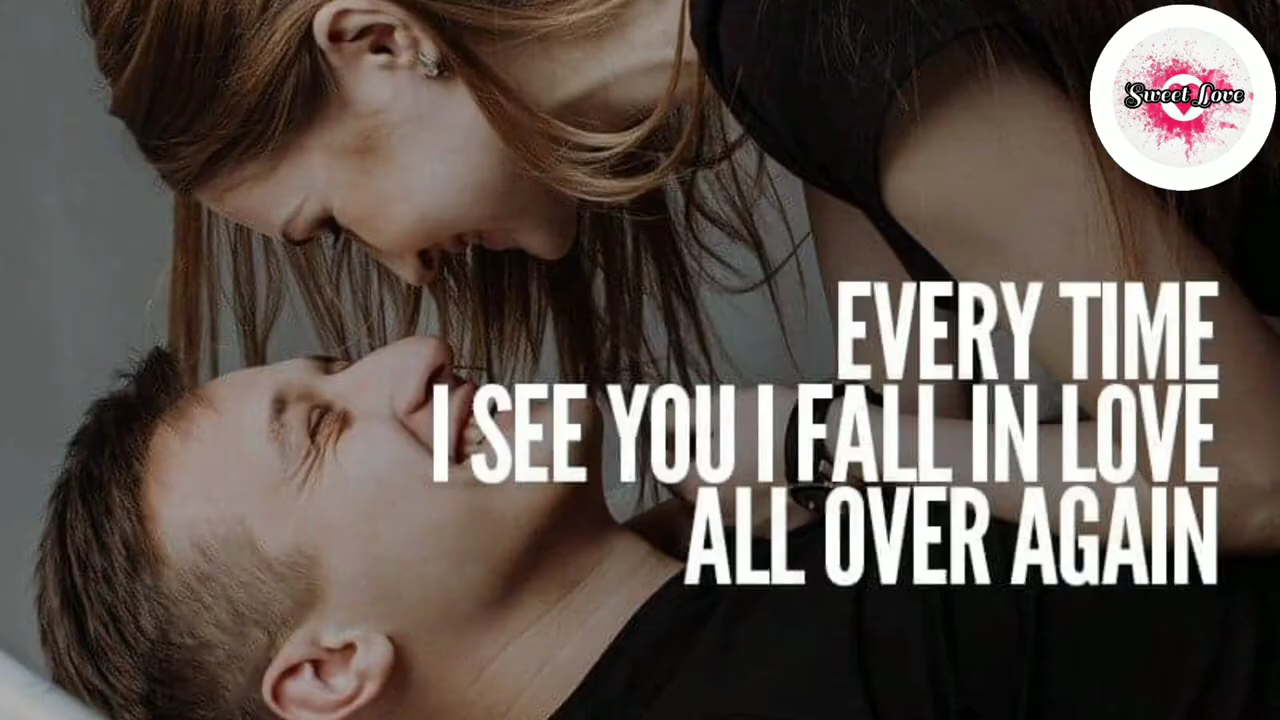 Sweet Love
EVERY TIME
I SEE YOU I FALL IN LOVE
ALL OVER AGAIN